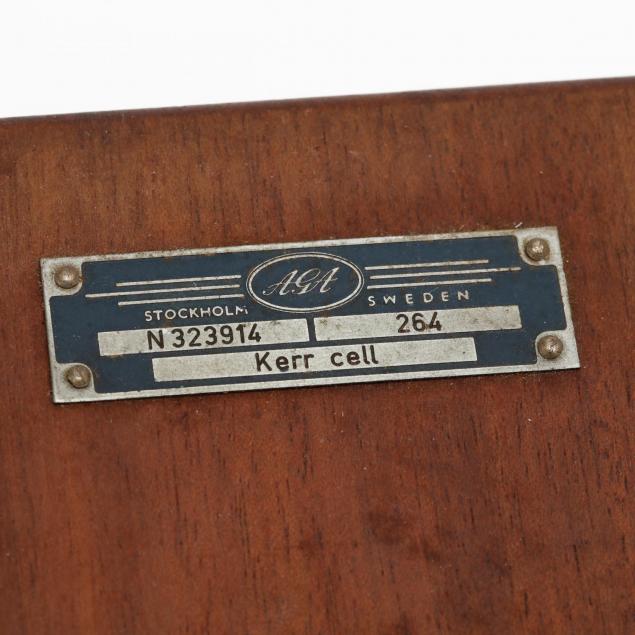 AGA
STOCKHOLM SWEDEN
N 323914 264
Kerr cell